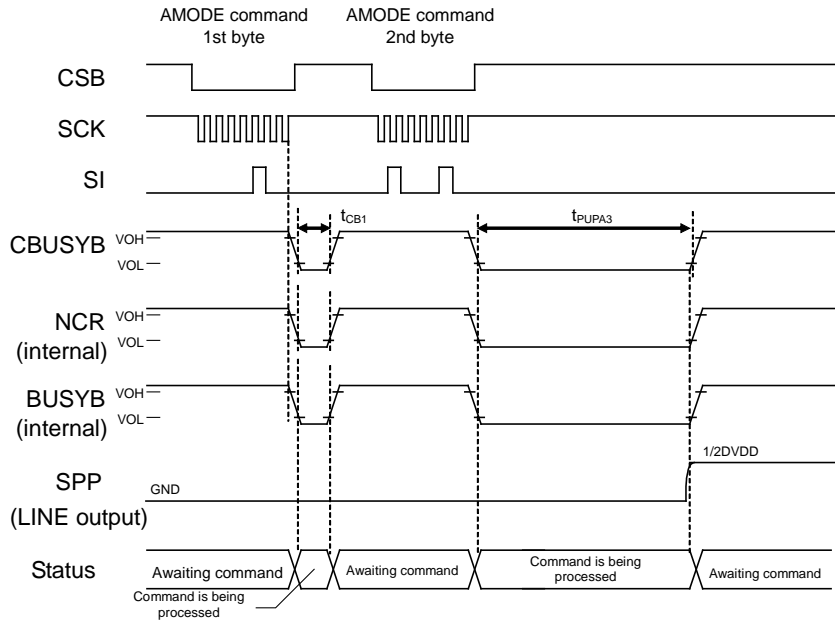 AMODE command
1st byte
AMODE command
2nd byte
CSB
SCK
SI
tCB1
tPUPA3
CBUSYB
VOH
VOL
NCR
(internal)
VOH
VOL
BUSYB
(internal)
VOH
VOL
SPP
(LINE output)
GND
1/2DVDD
Status
Awaiting command
Command is being
processed
Awaiting command
Command is being
processed
Awaiting command